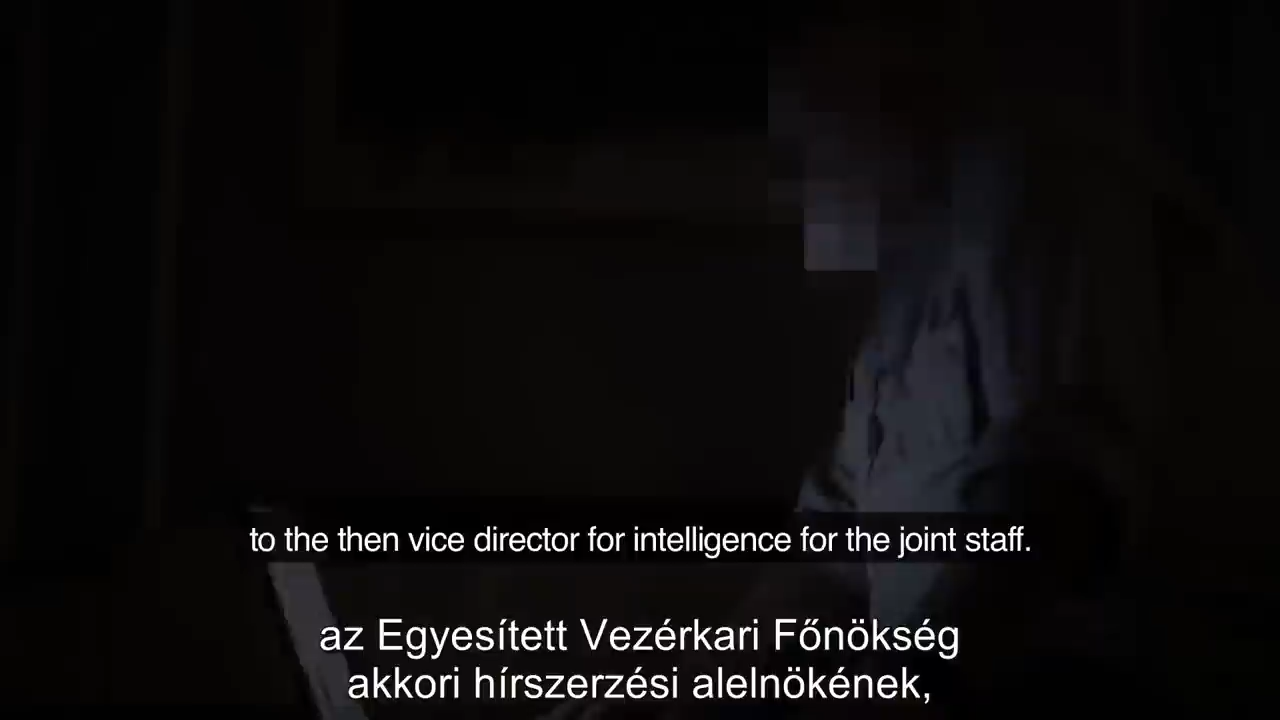 to the then vice director for intelligence for the joint staff.
az Egyesített Vezérkari Főnökség
akkori hírszerzési alelnökének,